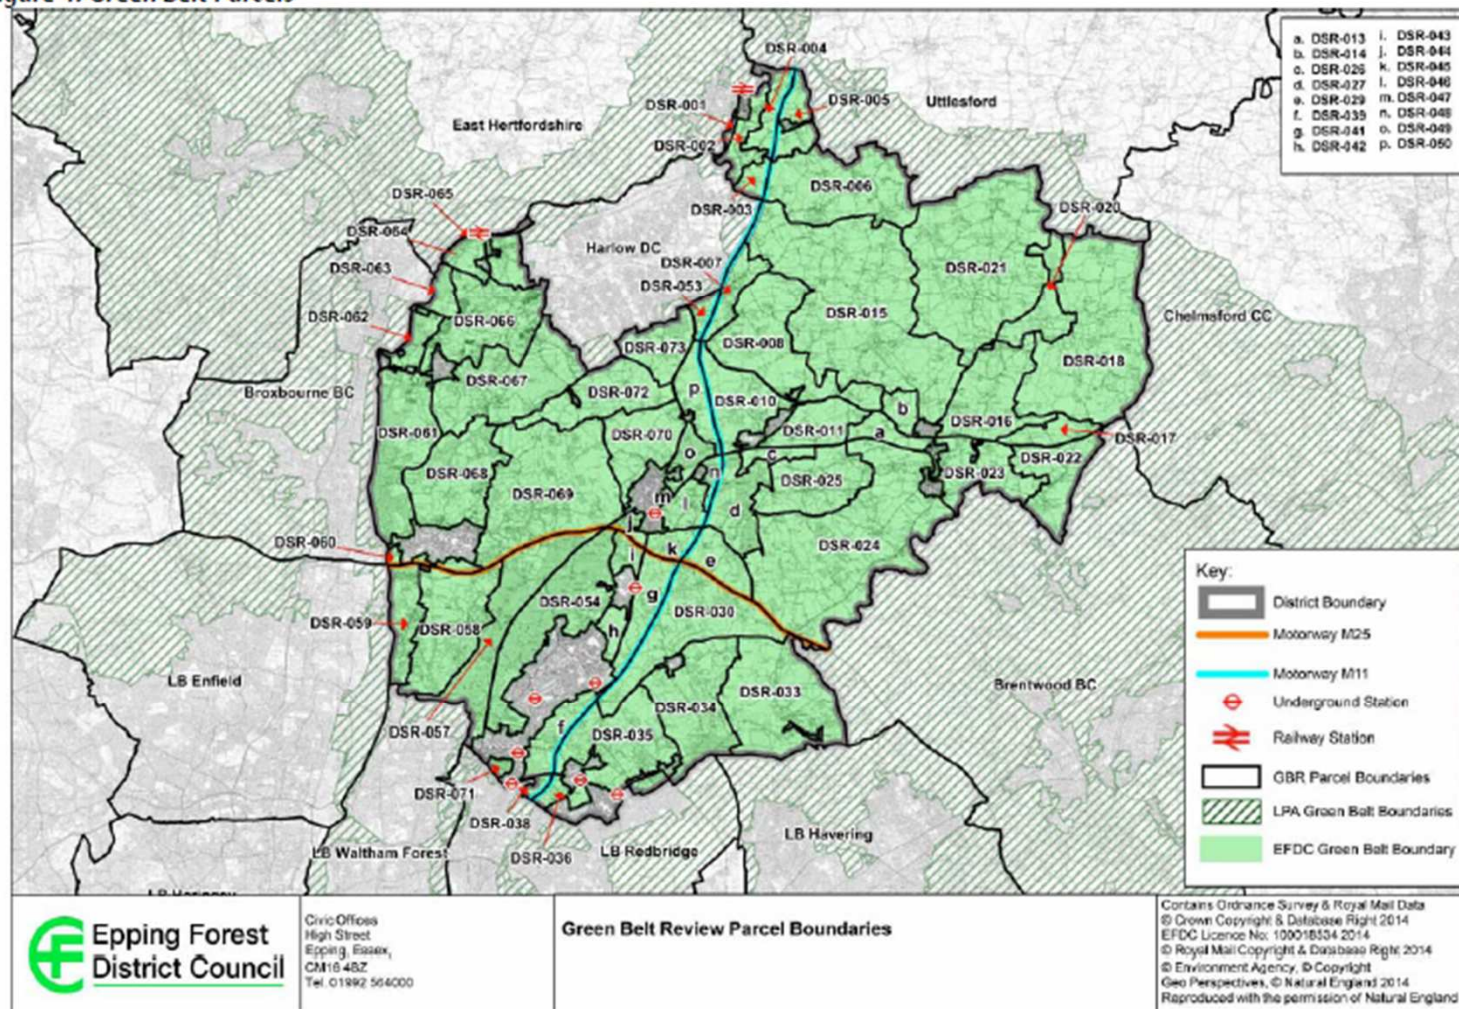 Figure 4: Green Belt Parcels
a. DSR-013 i. DSR-043
b. DSR-014 j. DSR-044
c. DSR-026 k. DSR-045
d. DSR-027 l. DSR-046
e. DSR-029 m. DSR-047
f. DSR-039 n. DSR-048
g. DSR-041 o. DSR-049
h. DSR-042 p. DSR-050
DSR-004
DSR-001
DSR-005
Uttlesford
East Hertfordshire
DSR-002
DSR-006
DSR-065
DSR-003
DSR-020
DSR-064
Harlow DC
DSR-007
DSR-021
DSR-063
DSR-053
DSR-062
DSR-066
DSR-015
Chelmsford CC
DSR-073
DSR-008
DSR-018
DSR-067
Broxbourne BC
DSR-072
p
DSR-010
b
DSR-061
DSR-070
DSR-011
a
DSR-016
DSR-017
o
c
DSR-022
DSR-068
n
DSR-025
DSR-023
DSR-069
m
l
d
j
DSR-060
i
k
e
DSR-024
DSR-054
g
DSR-030
DSR-059
DSR-058
h
LB Enfield
DSR-033
Brentwood BC
DSR-034
DSR-057
f
DSR-035
DSR-071
DSR-038
LB Havering
LB Waltham Forest
DSR-036
LB Redbridge
LB Haringey
Key:
District Boundary
Motorway M25
Motorway M11
Underground Station
Railway Station
GBR Parcel Boundaries
LPA Green Belt Boundaries
EFDC Green Belt Boundary
Epping Forest
District Council
Civic Offices
High Street
Epping, Essex,
CM16 4BZ
Tel. 01992 564000
Green Belt Review Parcel Boundaries
Contains Ordnance Survey & Royal Mail Data
© Crown Copyright & Database Right 2014
EFDC Licence No: 100018534 2014
© Royal Mail Copyright & Database Right 2014
© Environment Agency, © Copyright
Geo Perspectives, © Natural England 2014
Reproduced with the permission of Natural England